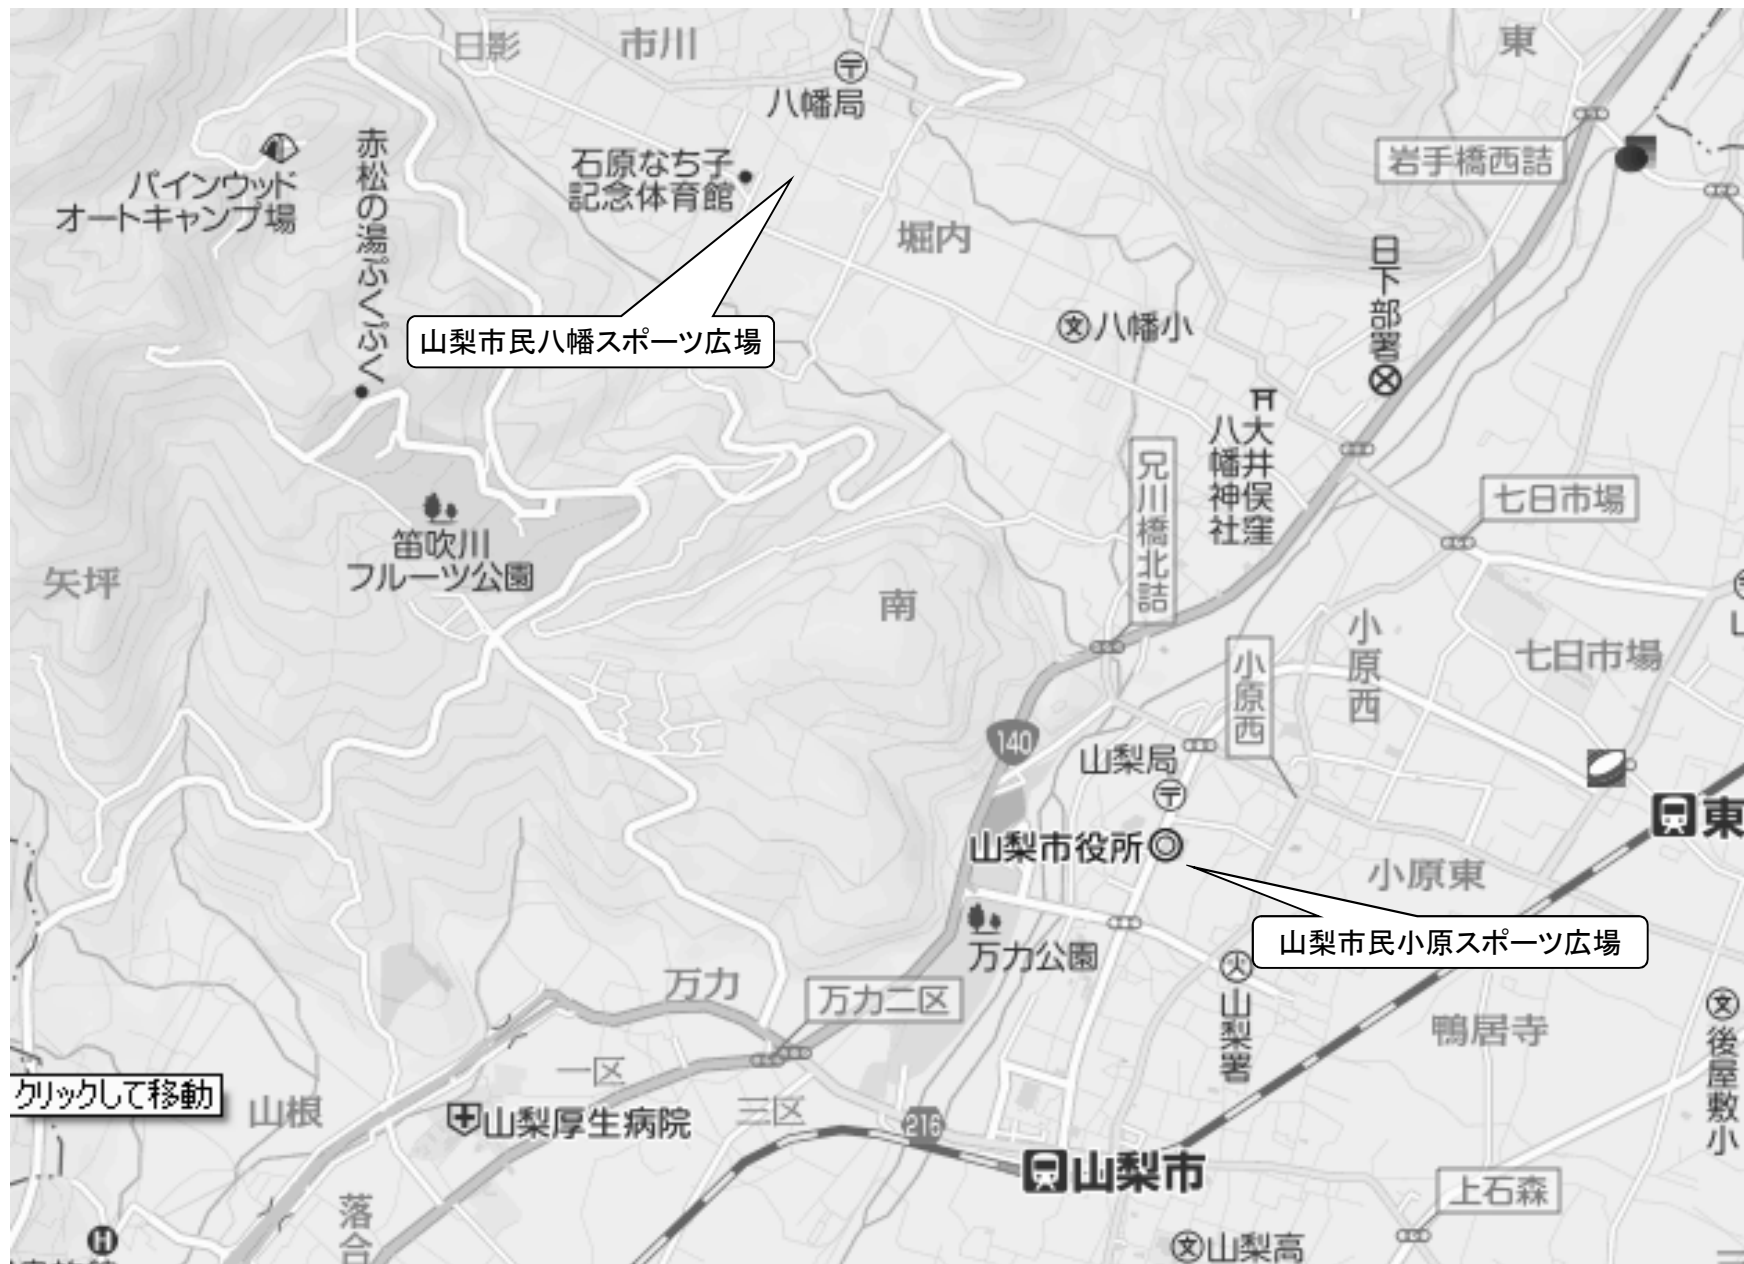 日影
市川
八幡局
東
岩手橋西詰
パインウッド
オートキャンプ場
赤松の湯ぷくぷく
石原なち子
記念体育館
堀内
日下部署
山梨市民八幡スポーツ広場
八幡小
大井俣窪
八幡神社
兄川橋北詰
七日市場
笛吹川
フルーツ公園
矢坪
南
小原西
七日市場
小原西
140
山梨局
山梨市役所
東
小原東
山梨市民小原スポーツ広場
万力公園
万力
万力二区
山梨署
鴨居寺
後屋敷小
一区
クリックして移動
山根
山梨厚生病院
三区
216
山梨市
上石森
落合
山梨高